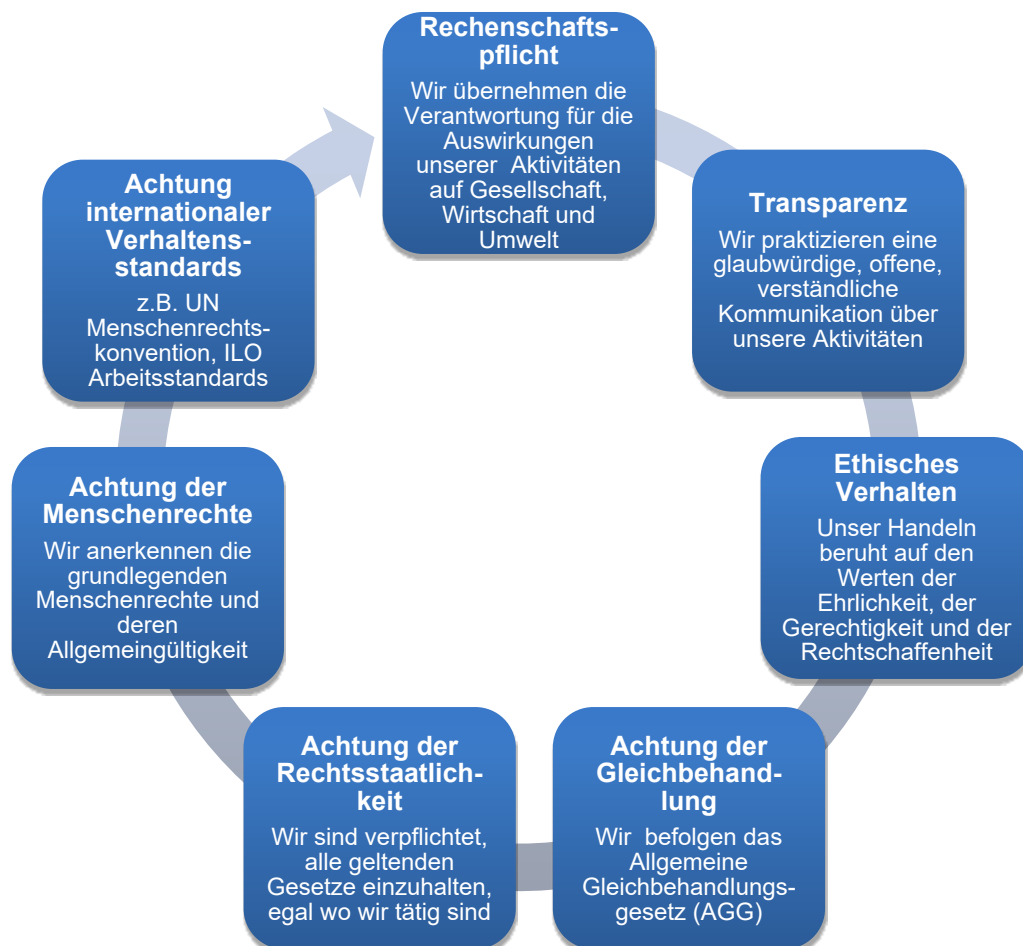 Rechenschafts-
pflicht
Wir übernehmen die
Verantwortung für die
Auswirkungen
unserer  Aktivitäten
auf Gesellschaft,
Wirtschaft und
Umwelt
Transparenz
Wir praktizieren eine
glaubwürdige, offene,
verständliche
Kommunikation über
unsere Aktivitäten
Ethisches
Verhalten
Unser Handeln
beruht auf den
Werten der
Ehrlichkeit, der
Gerechtigkeit und der
Rechtschaffenheit
Achtung der
Gleichbehand-
lung
Wir  befolgen das
Allgemeine
Gleichbehandlungs-
gesetz (AGG)
Achtung der
Rechtsstaatlich-
keit
Wir sind verpflichtet,
alle geltenden
Gesetze einzuhalten,
egal wo wir tätig sind
Achtung der
Menschenrechte
Wir anerkennen die
grundlegenden
Menschenrechte und
deren
Allgemeingültigkeit
Achtung
internationaler
Verhaltens-
standards
z.B. UN
Menschenrechts-
konvention, ILO
Arbeitsstandards